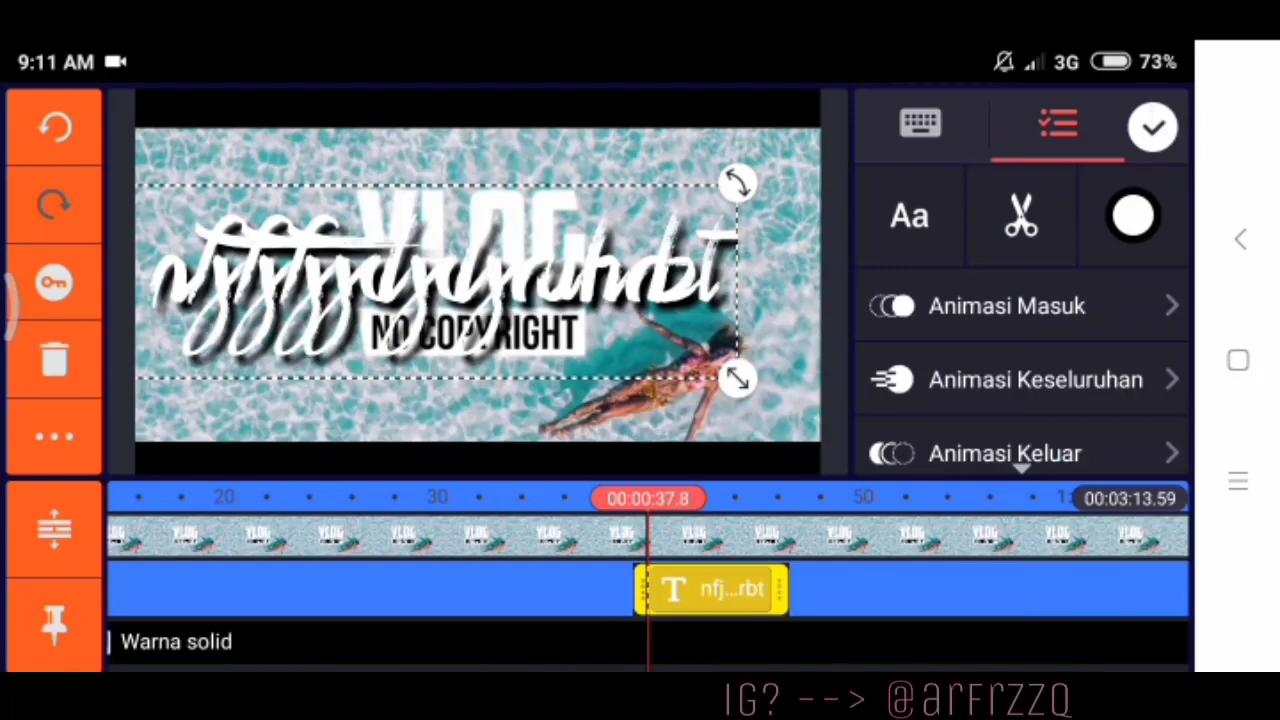 9:11 AM
3G 73%
VLOG
NO COPYRIGHT
Aa
Animasi Masuk
Animasi Keseluruhan
Animasi Keluar
20 30 00:00:37.8 50 00:03:13.59
T nfj...rbt
Warna solid
IG? --> @arfrzzq